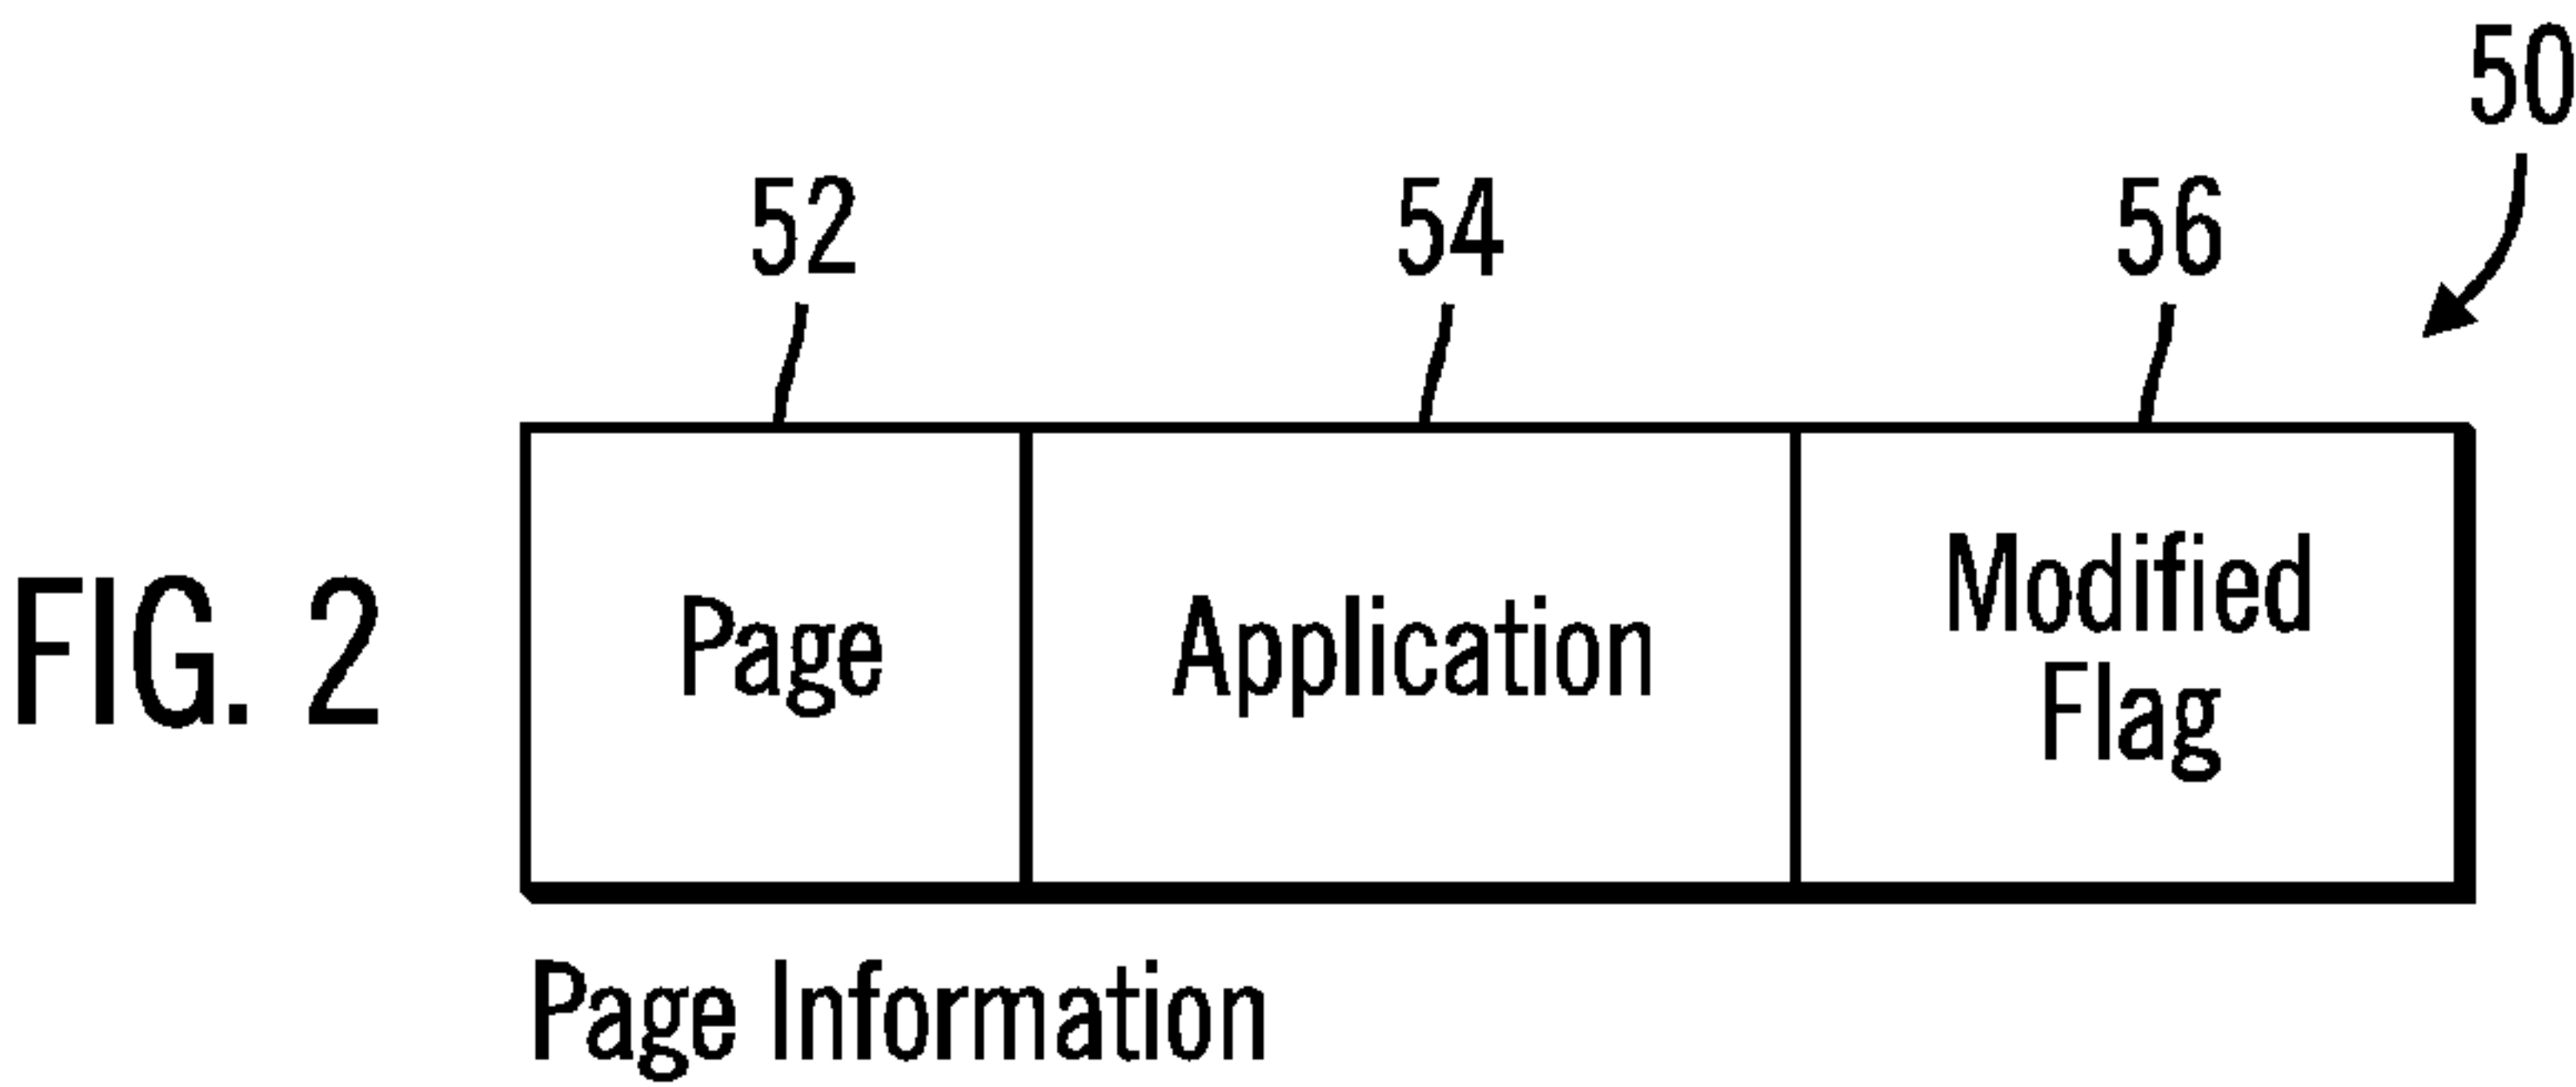 50
52 54 56
FIG. 2
Page
Application
Modified
Flag
Page Information